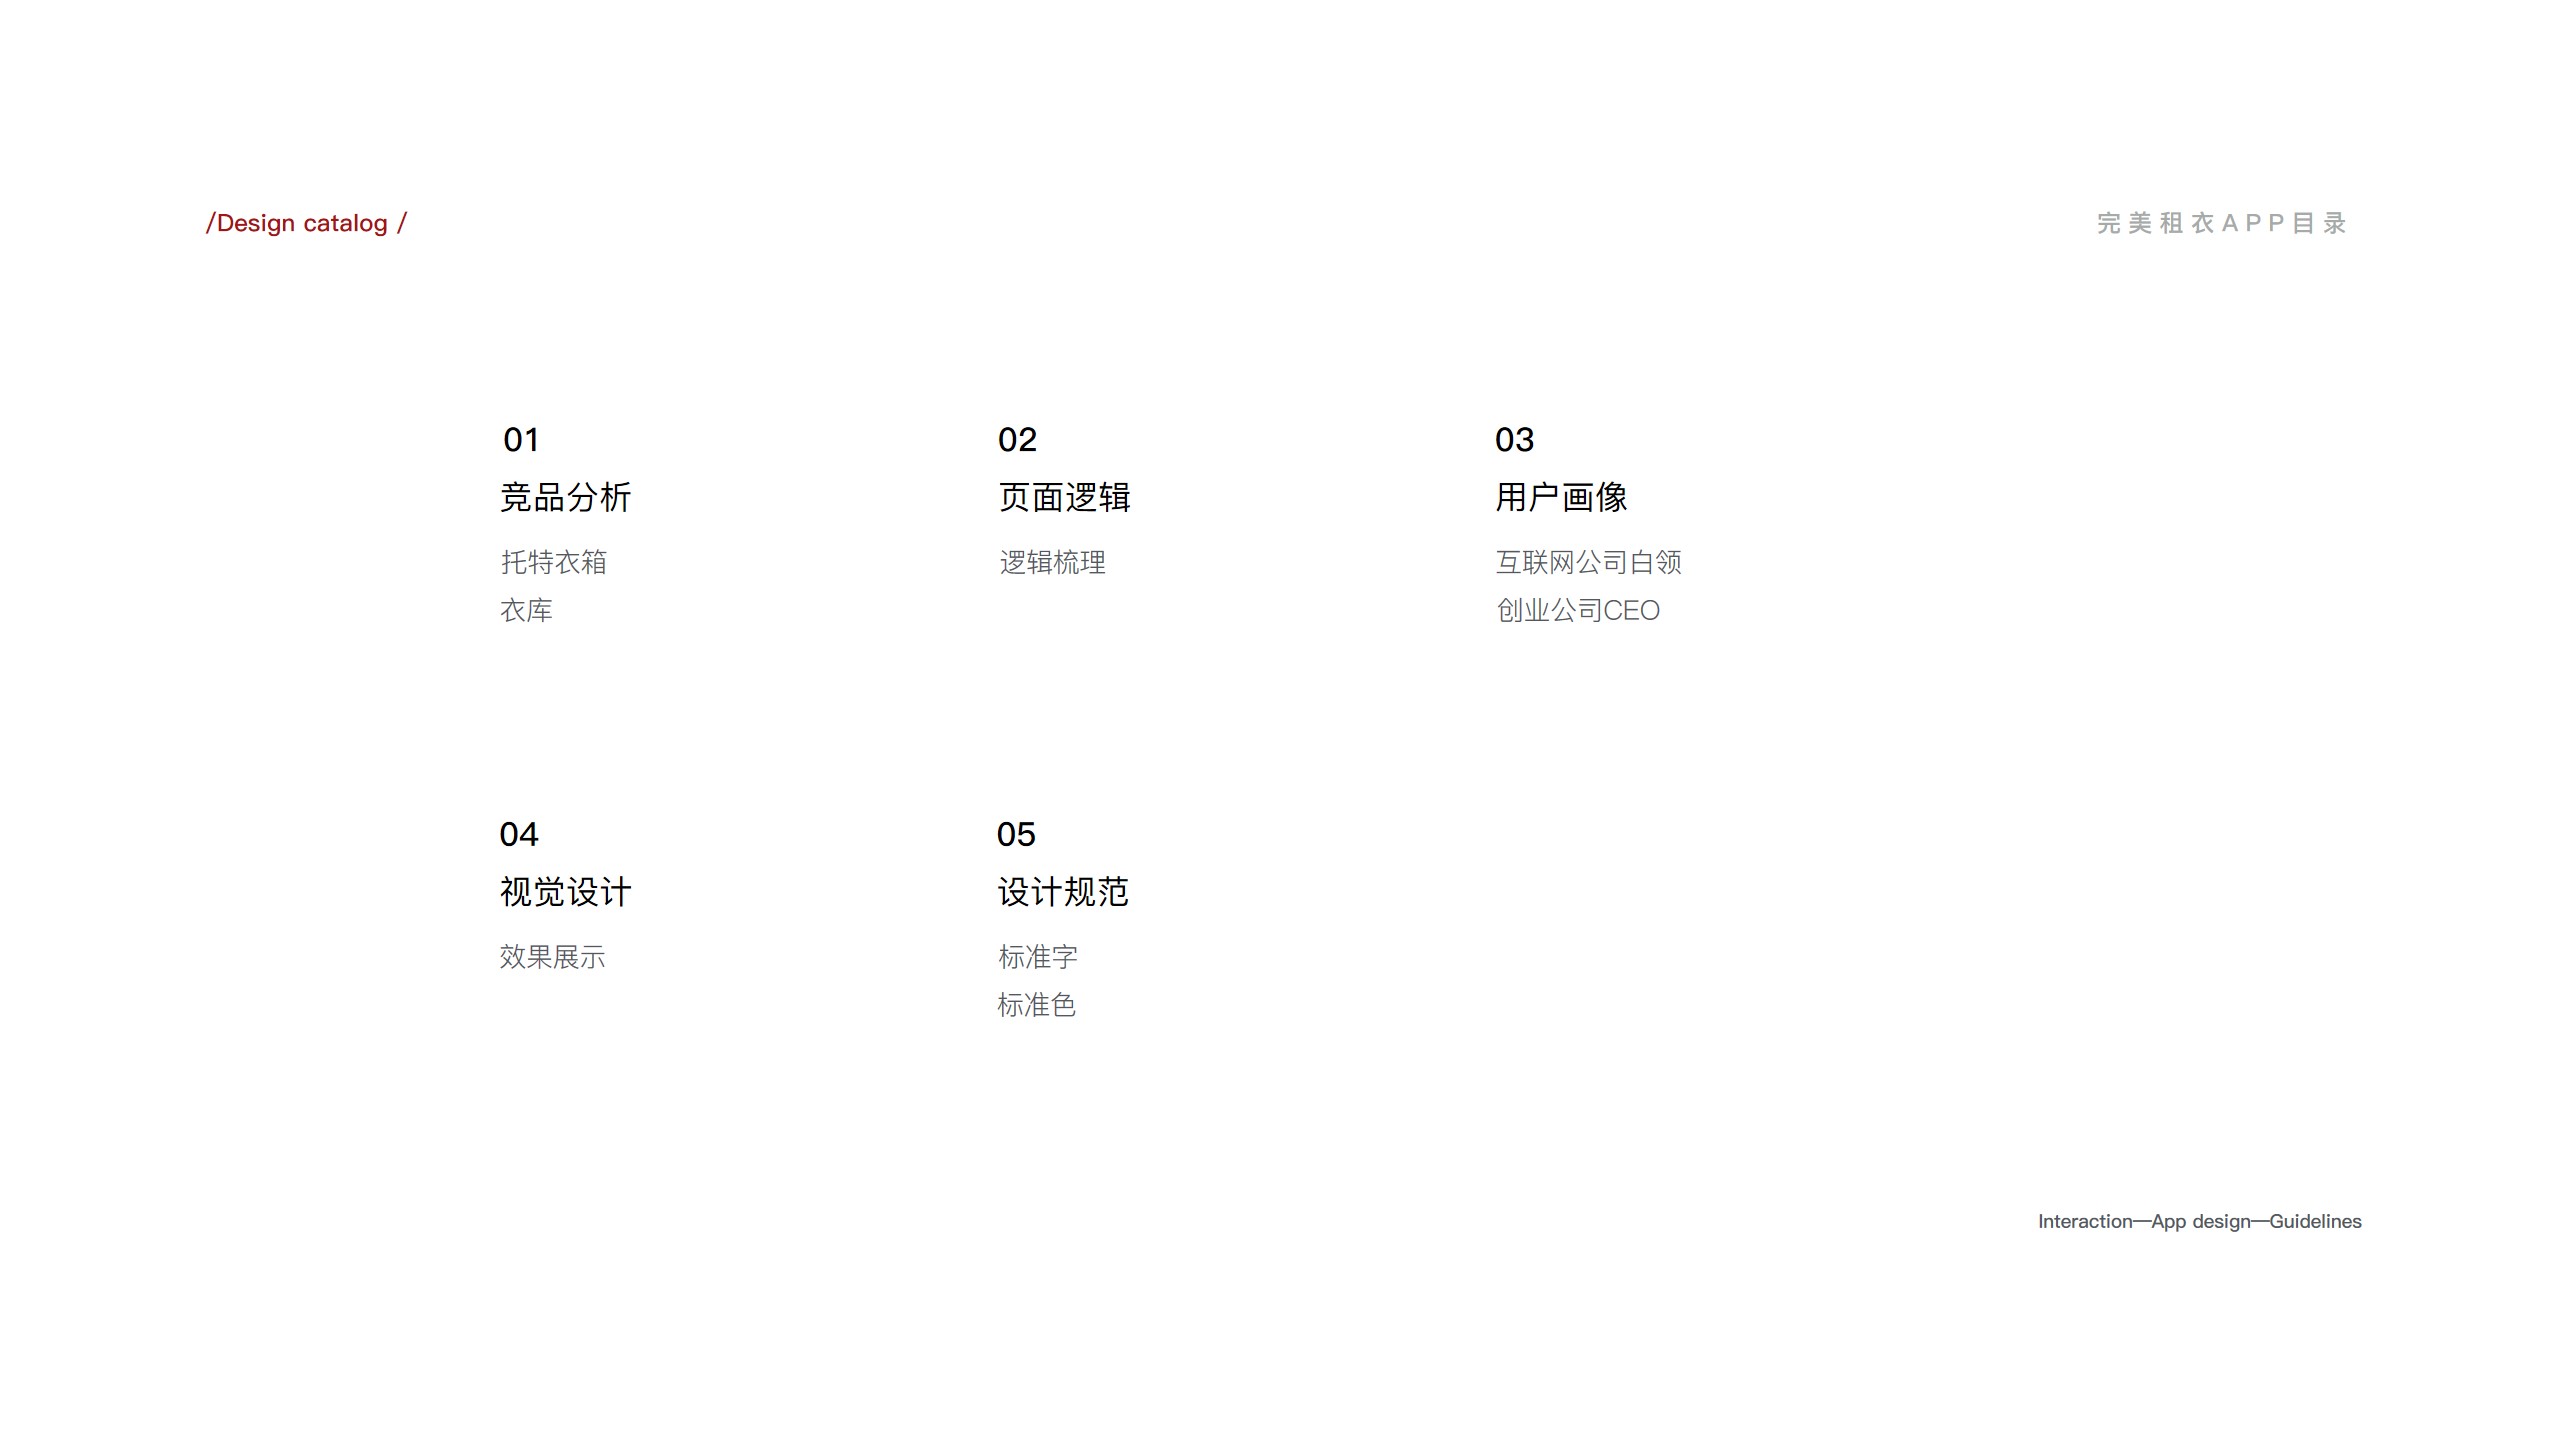 /Design catalog /
完美租衣APP目录
01
竞品分析
托特衣箱
衣库
02
页面逻辑
逻辑梳理
03
用户画像
互联网公司白领
创业公司CEO
04
视觉设计
效果展示
05
设计规范
标准字
标准色
Interaction—App design—Guidelines